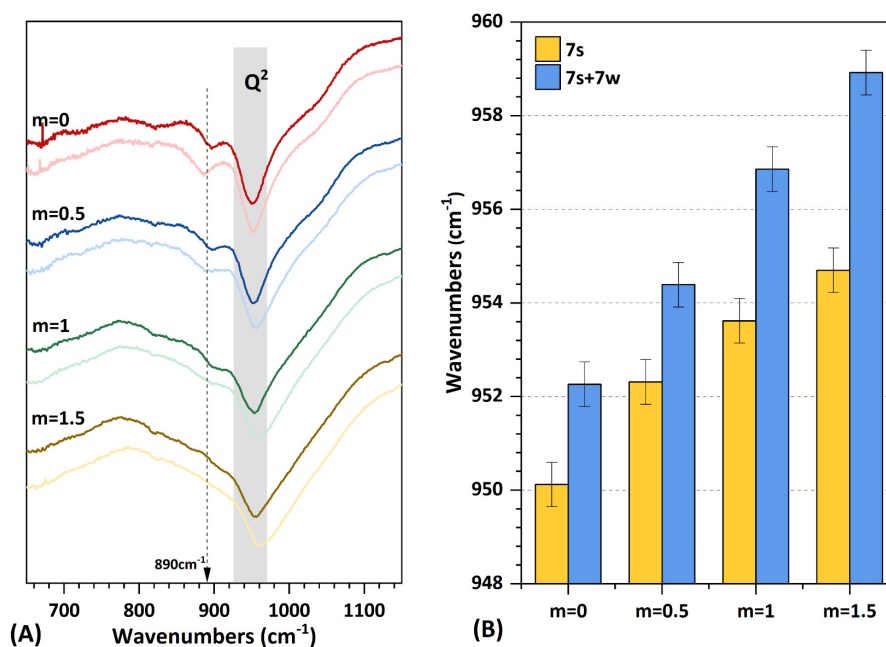 Q²
m=0
m=0.5
m=1
m=1.5
890cm⁻¹
700 800 900 1000 1100
Wavenumbers (cm⁻¹)
(A)
7s
7s+7w
960
958
956
954
952
950
948
Wavenumbers (cm⁻¹)
m=0 m=0.5 m=1 m=1.5
(B)